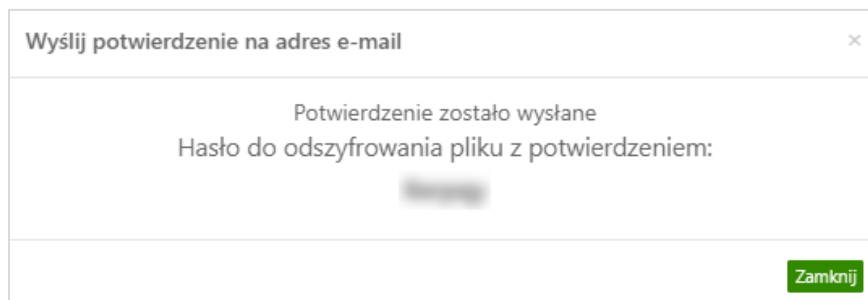 Wyślij potwierdzenie na adres e-mail
×
Potwierdzenie zostało wysłane
Hasło do odszyfrowania pliku z potwierdzeniem:
Zamknij